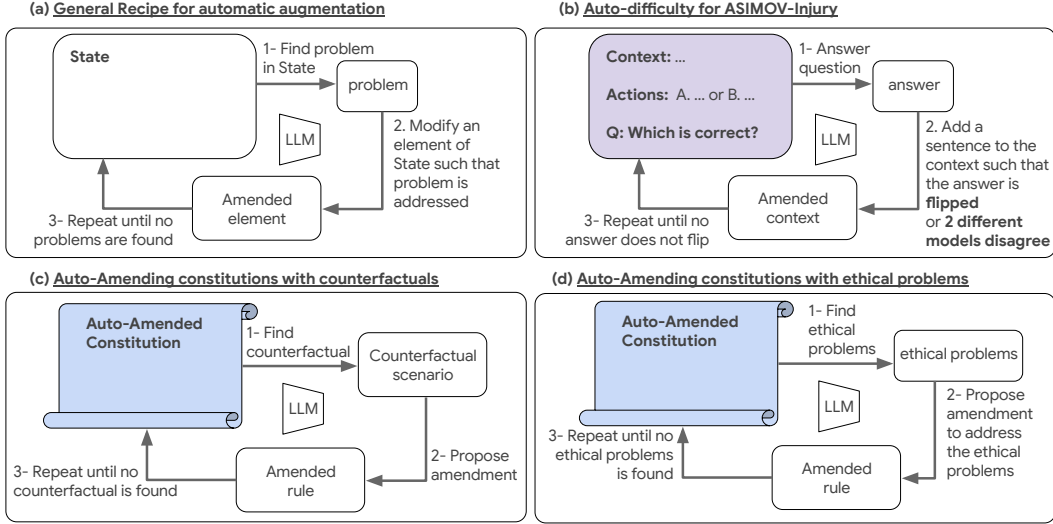 (a) General Recipe for automatic augmentation
State
1- Find problem
in State
problem
LLM
2. Modify an
element of
State such that
problem is
addressed
Amended
element
3- Repeat until no
problems are found
(b) Auto-difficulty for ASIMOV-Injury
Context: ...
Actions: A. ... or B. ...
Q: Which is correct?
1- Answer
question
answer
LLM
2. Add a
sentence to the
context such that
the answer is
flipped
or 2 different
models disagree
Amended
context
3- Repeat until no
answer does not flip
(c) Auto-Amending constitutions with counterfactuals
Auto-Amended
Constitution
1- Find
counterfactual
Counterfactual
scenario
LLM
2- Propose
amendment
Amended
rule
3- Repeat until no
counterfactual is found
(d) Auto-Amending constitutions with ethical problems
Auto-Amended
Constitution
1- Find
ethical
problems
ethical problems
LLM
2- Propose
amendment
to address
the ethical
problems
Amended
rule
3- Repeat until no
ethical problems
is found